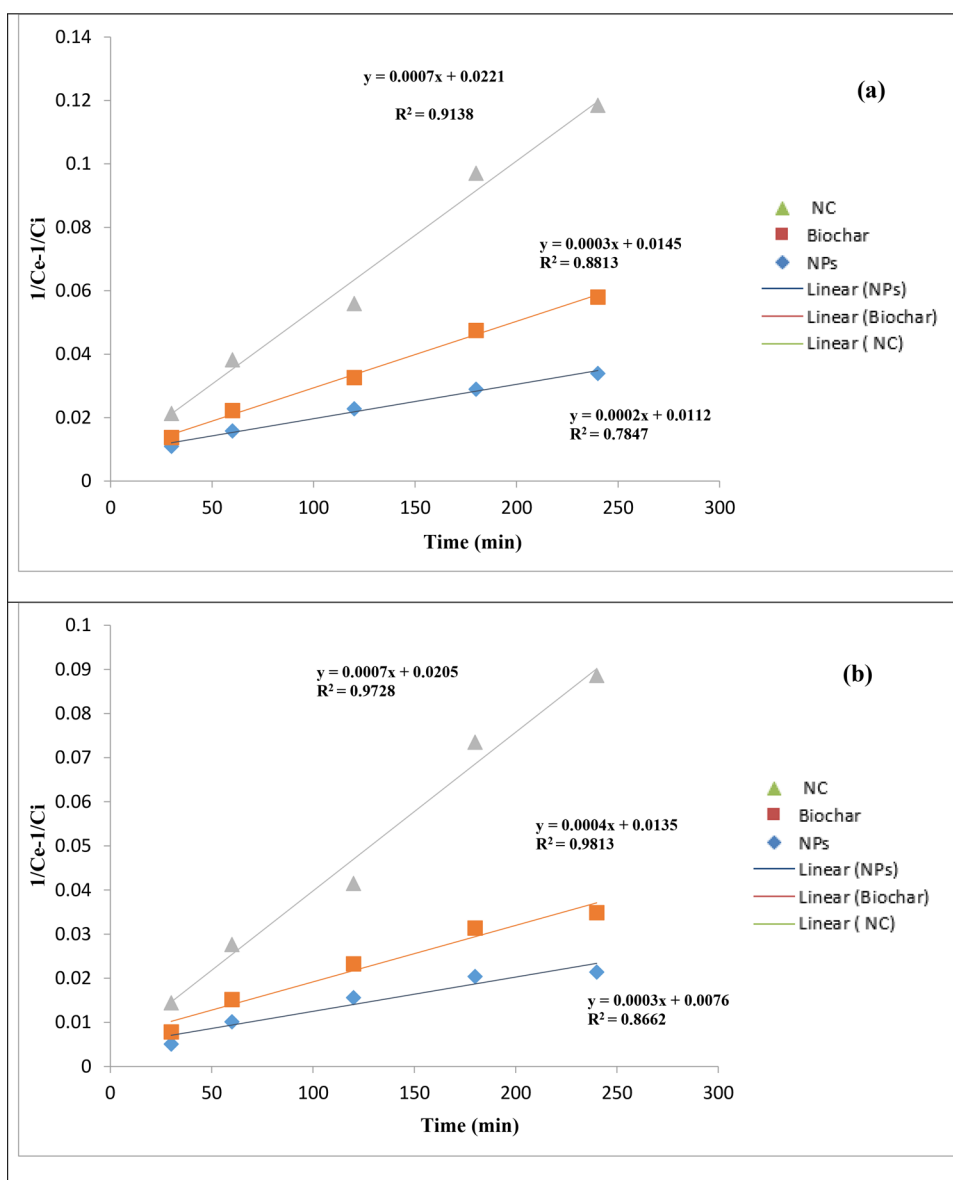 0.14
0.12
0.1
0.08
0.06
0.04
0.02
0
0
50
100
150
200
250
300
1/Ce-1/Ci
Time (min)
y = 0.0007x + 0.0221
R² = 0.9138
(a)
y = 0.0003x + 0.0145
R² = 0.8813
y = 0.0002x + 0.0112
R² = 0.7847
NC
Biochar
NPs
Linear (NPs)
Linear (Biochar)
Linear ( NC)
0.1
0.09
0.08
0.07
0.06
0.05
0.04
0.03
0.02
0.01
0
0
50
100
150
200
250
300
1/Ce-1/Ci
Time (min)
y = 0.0007x + 0.0205
R² = 0.9728
(b)
y = 0.0004x + 0.0135
R² = 0.9813
y = 0.0003x + 0.0076
R² = 0.8662
NC
Biochar
NPs
Linear (NPs)
Linear (Biochar)
Linear ( NC)